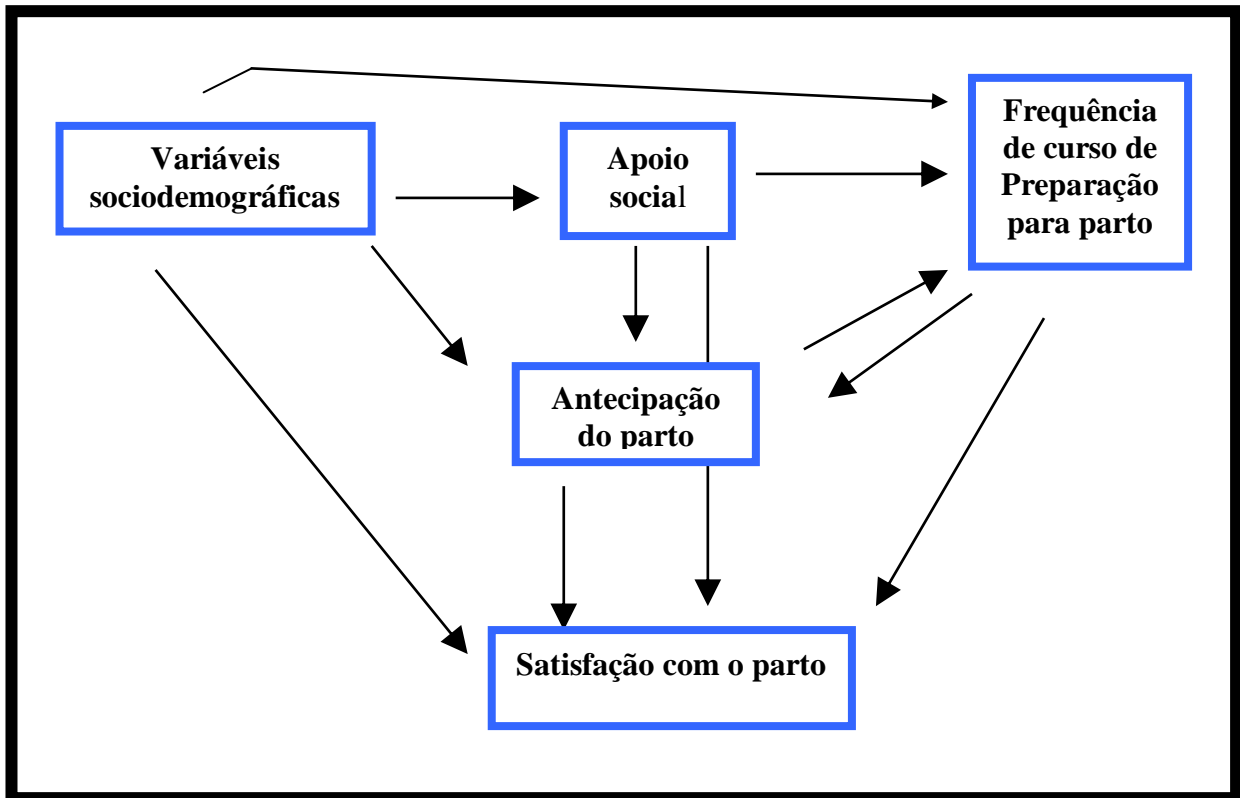 Variáveis
sociodemográficas
Apoio
social
Frequência
de curso de
Preparação
para parto
Antecipação
do parto
Satisfação com o parto